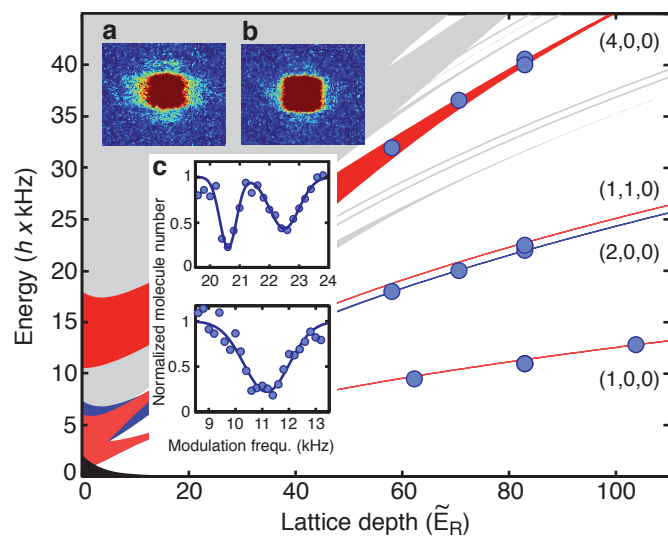 a
b
c
Energy (h x kHz)
40
35
30
25
20
15
10
5
0
(4,0,0)
(1,1,0)
(2,0,0)
(1,0,0)
Normalized molecule number
1
0.5
0
20 21 22 23 24
1
0.5
0
9 10 11 12 13
Modulation frequ. (kHz)
0 20 40 60 80 100
Lattice depth (Ẽ_R)